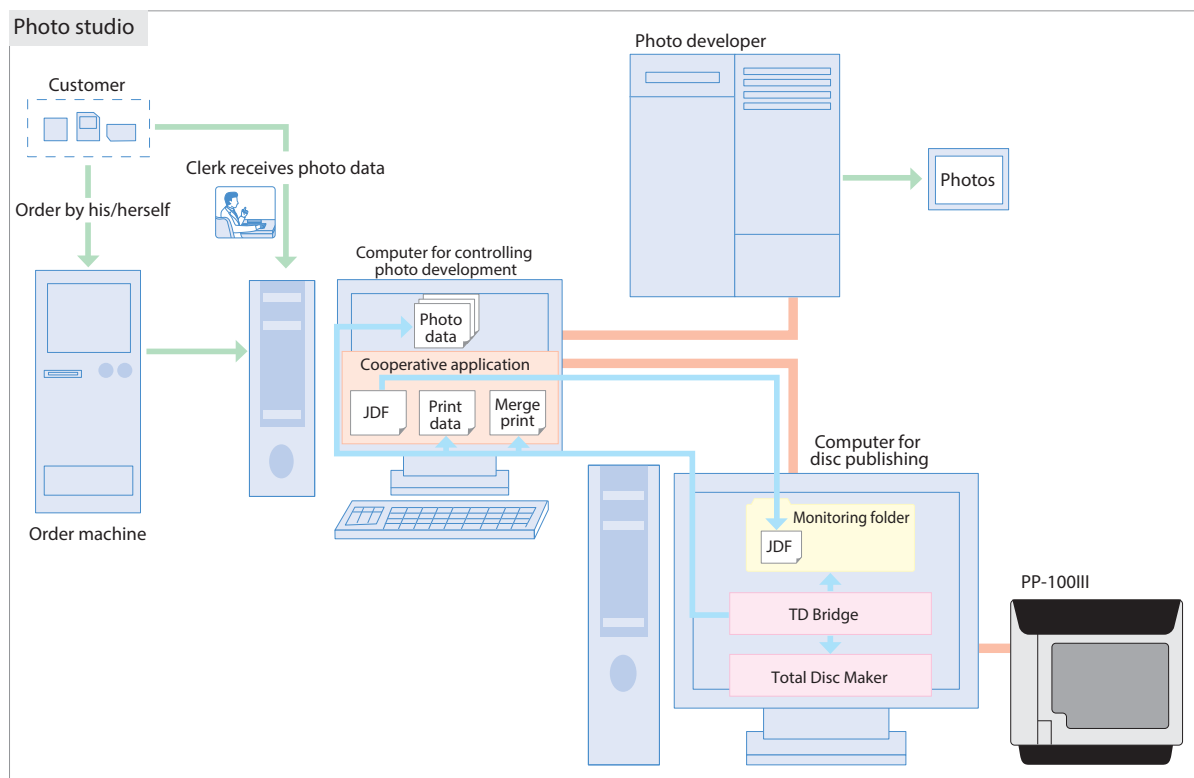 Photo studio
Photo developer
Customer
Clerk receives photo data
Photos
Order by his/herself
Computer for controlling
photo development
Photo
data
Cooperative application
JDF
Print
data
Merge
print
Computer for
disc publishing
Order machine
Monitoring folder
JDF
PP-100III
TD Bridge
Total Disc Maker